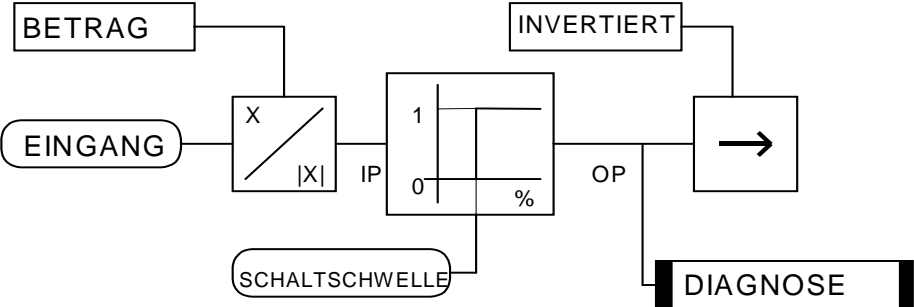 BETRAG
INVERTIERT
EINGANG
X
|X|
IP
1
0
%
OP
SCHALTSCHWELLE
DIAGNOSE